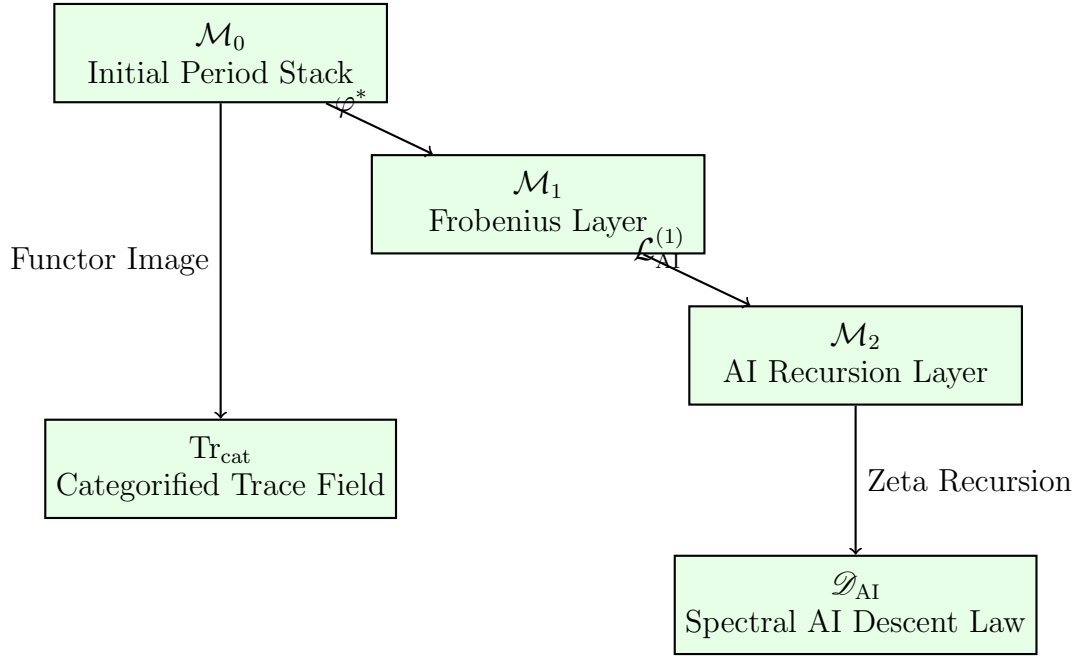 𝓜₀
Initial Period Stack
φ*
𝓜₁
Frobenius Layer
𝓛_AI^(1)
Functor Image
𝓜₂
AI Recursion Layer
Tr_cat
Categorified Trace Field
Zeta Recursion
𝒟_AI
Spectral AI Descent Law